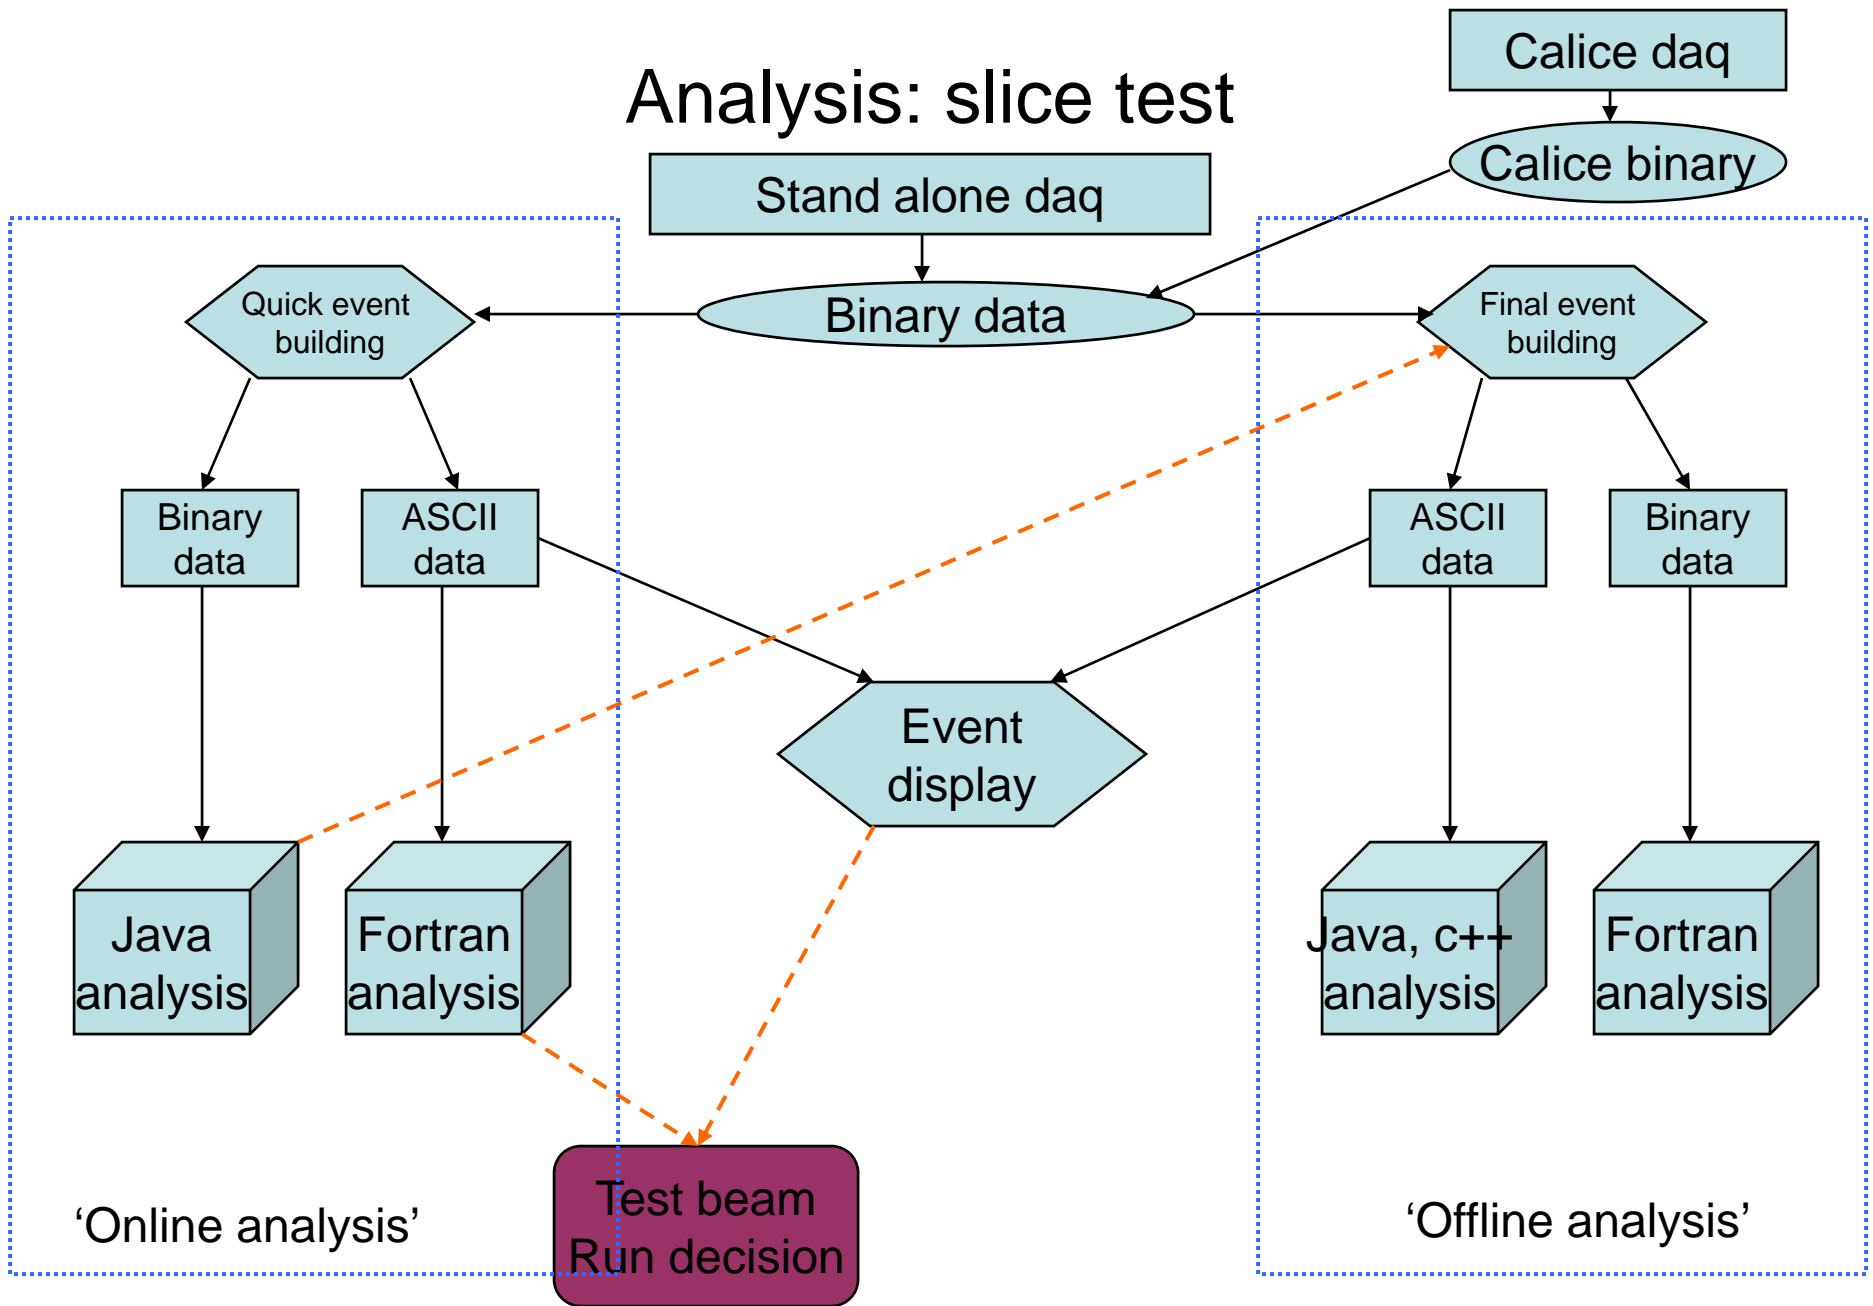 Calice daq
Analysis: slice test
Calice binary
Stand alone daq
Quick event
building
Binary data
Final event
building
Binary
data
ASCII
data
ASCII
data
Binary
data
Event
display
Java
analysis
Fortran
analysis
Java, c++
analysis
Fortran
analysis
Test beam
Run decision
‘Online analysis’
‘Offline analysis’